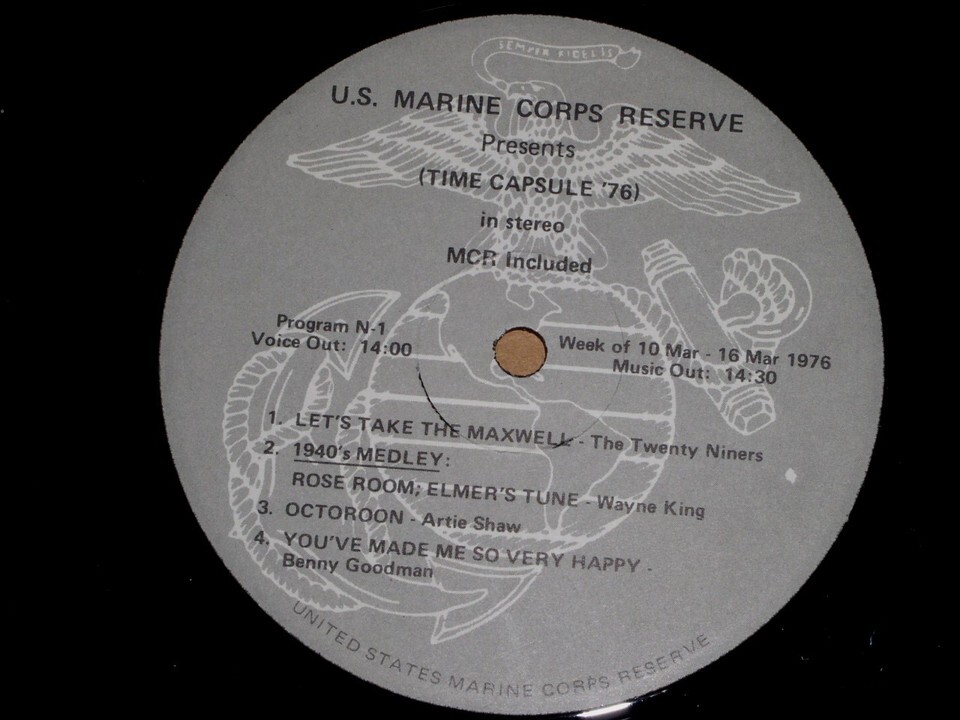 SEMPER FIDELIS
U.S. MARINE CORPS RESERVE
Presents
(TIME CAPSULE '76)
in stereo
MCR Included
Program N-1
Voice Out: 14:00
Week of 10 Mar - 16 Mar 1976
Music Out: 14:30
1. LET'S TAKE THE MAXWELL - The Twenty Niners
2. 1940's MEDLEY:
ROSE ROOM; ELMER'S TUNE - Wayne King
3. OCTOROON - Artie Shaw
4. YOU'VE MADE ME SO VERY HAPPY -
Benny Goodman
UNITED STATES MARINE CORPS RESERVE